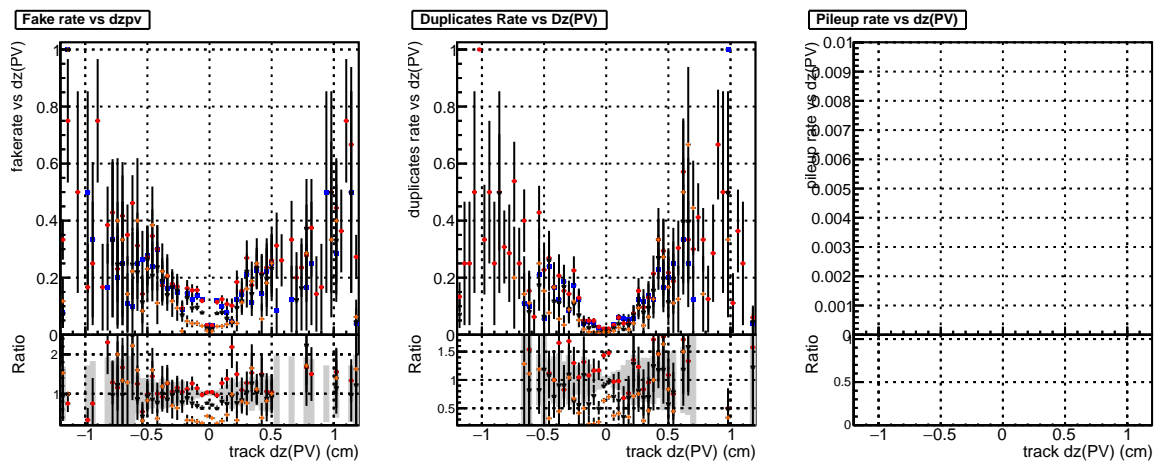 Fake rate vs dzpv
fakerate vs dz(PV)
1
0.8
0.6
0.4
0.2
0
Ratio
2
1
−1 −0.5 0 0.5 1
track dz(PV) (cm)
Duplicates Rate vs Dz(PV)
duplicates rate vs dz(PV)
1
0.8
0.6
0.4
0.2
0
Ratio
1.5
1
0.5
−1 −0.5 0 0.5 1
track dz(PV) (cm)
Pileup rate vs dz(PV)
pileup rate vs dz(PV)
0.01
0.009
0.008
0.007
0.006
0.005
0.004
0.003
0.002
0.001
0
Ratio
0.5
0
−1 −0.5 0 0.5 1
track dz(PV) (cm)